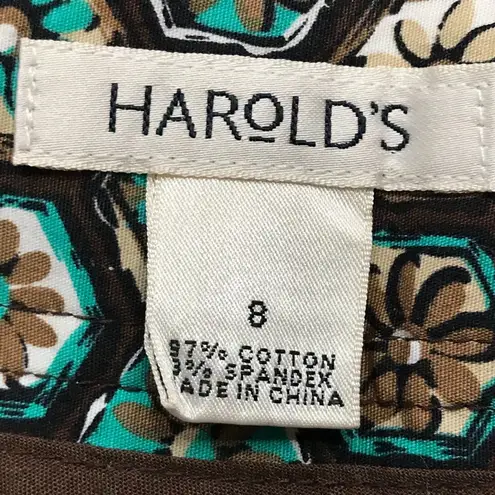 HAROLD'S
8
97% COTTON
3% SPANDEX
MADE IN CHINA